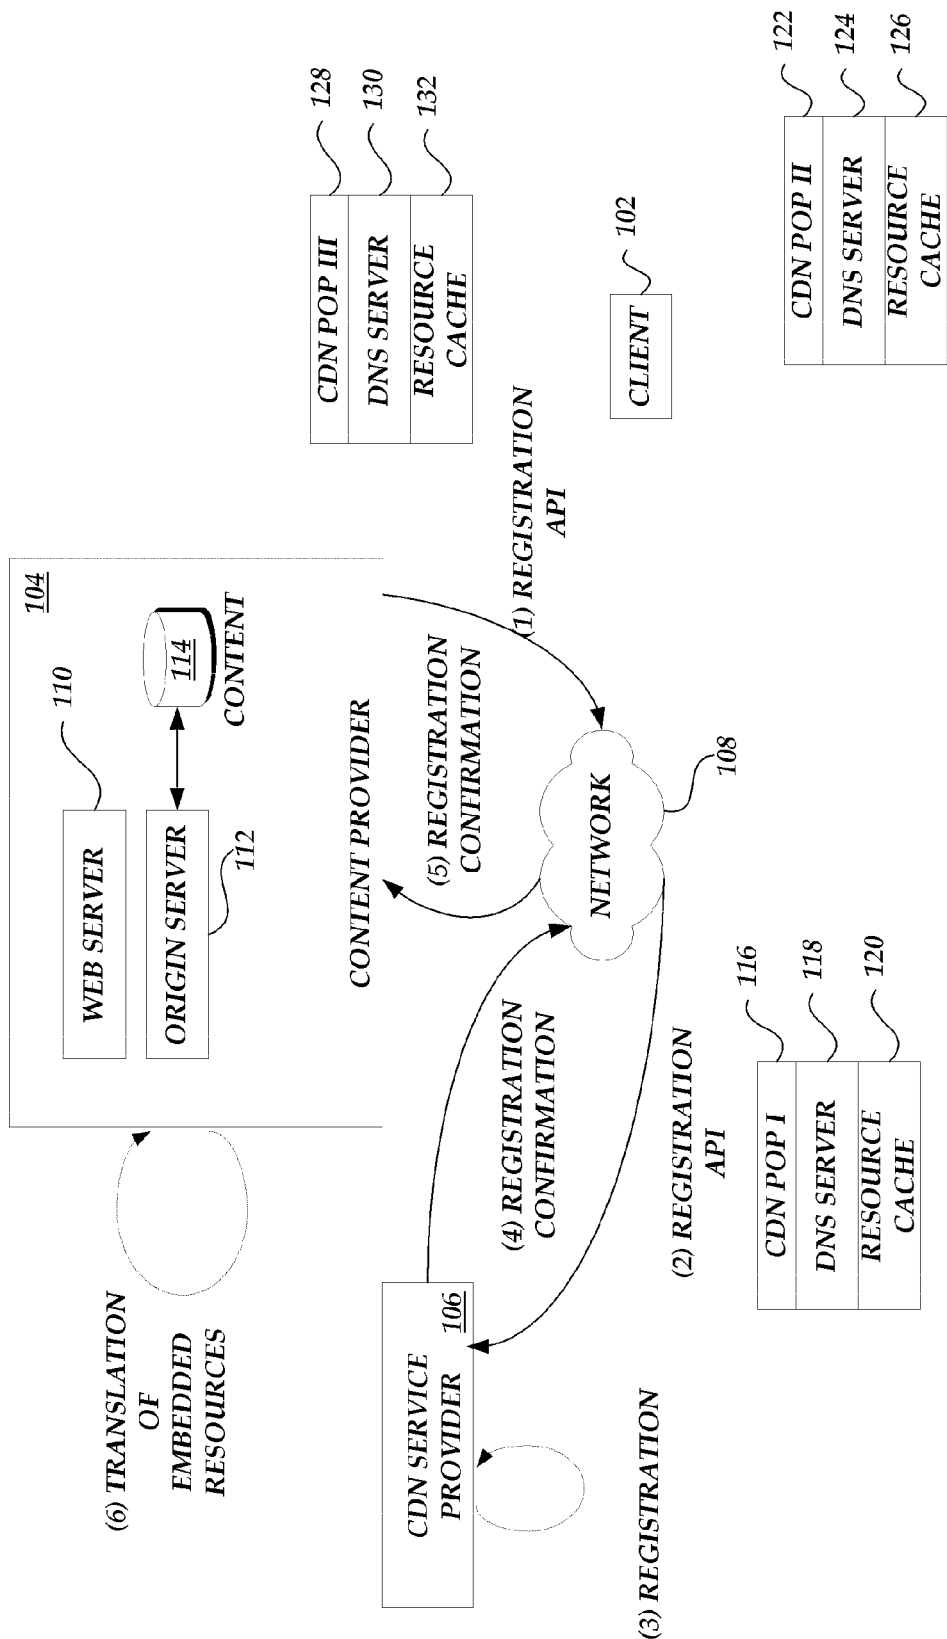 (6) TRANSLATION
OF
EMBEDDED
RESOURCES
WEB SERVER
110
104
ORIGIN SERVER
112
114
CONTENT
CONTENT PROVIDER
CDN SERVICE
PROVIDER
106
(3) REGISTRATION
(4) REGISTRATION
CONFIRMATION
(5) REGISTRATION
CONFIRMATION
(1) REGISTRATION
API
NETWORK
108
(2) REGISTRATION
API
CDN POP III
128
DNS SERVER
130
RESOURCE
CACHE
132
CLIENT
102
CDN POP I
116
DNS SERVER
118
RESOURCE
CACHE
120
CDN POP II
122
DNS SERVER
124
RESOURCE
CACHE
126